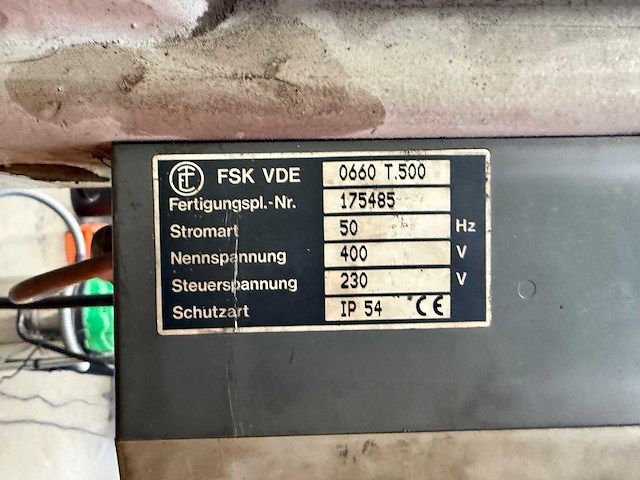 FSK VDE 0660 T.500
Fertigungspl.-Nr. 175485
Stromart 50 Hz
Nennspannung 400 V
Steuerspannung 230 V
Schutzart IP 54 CE